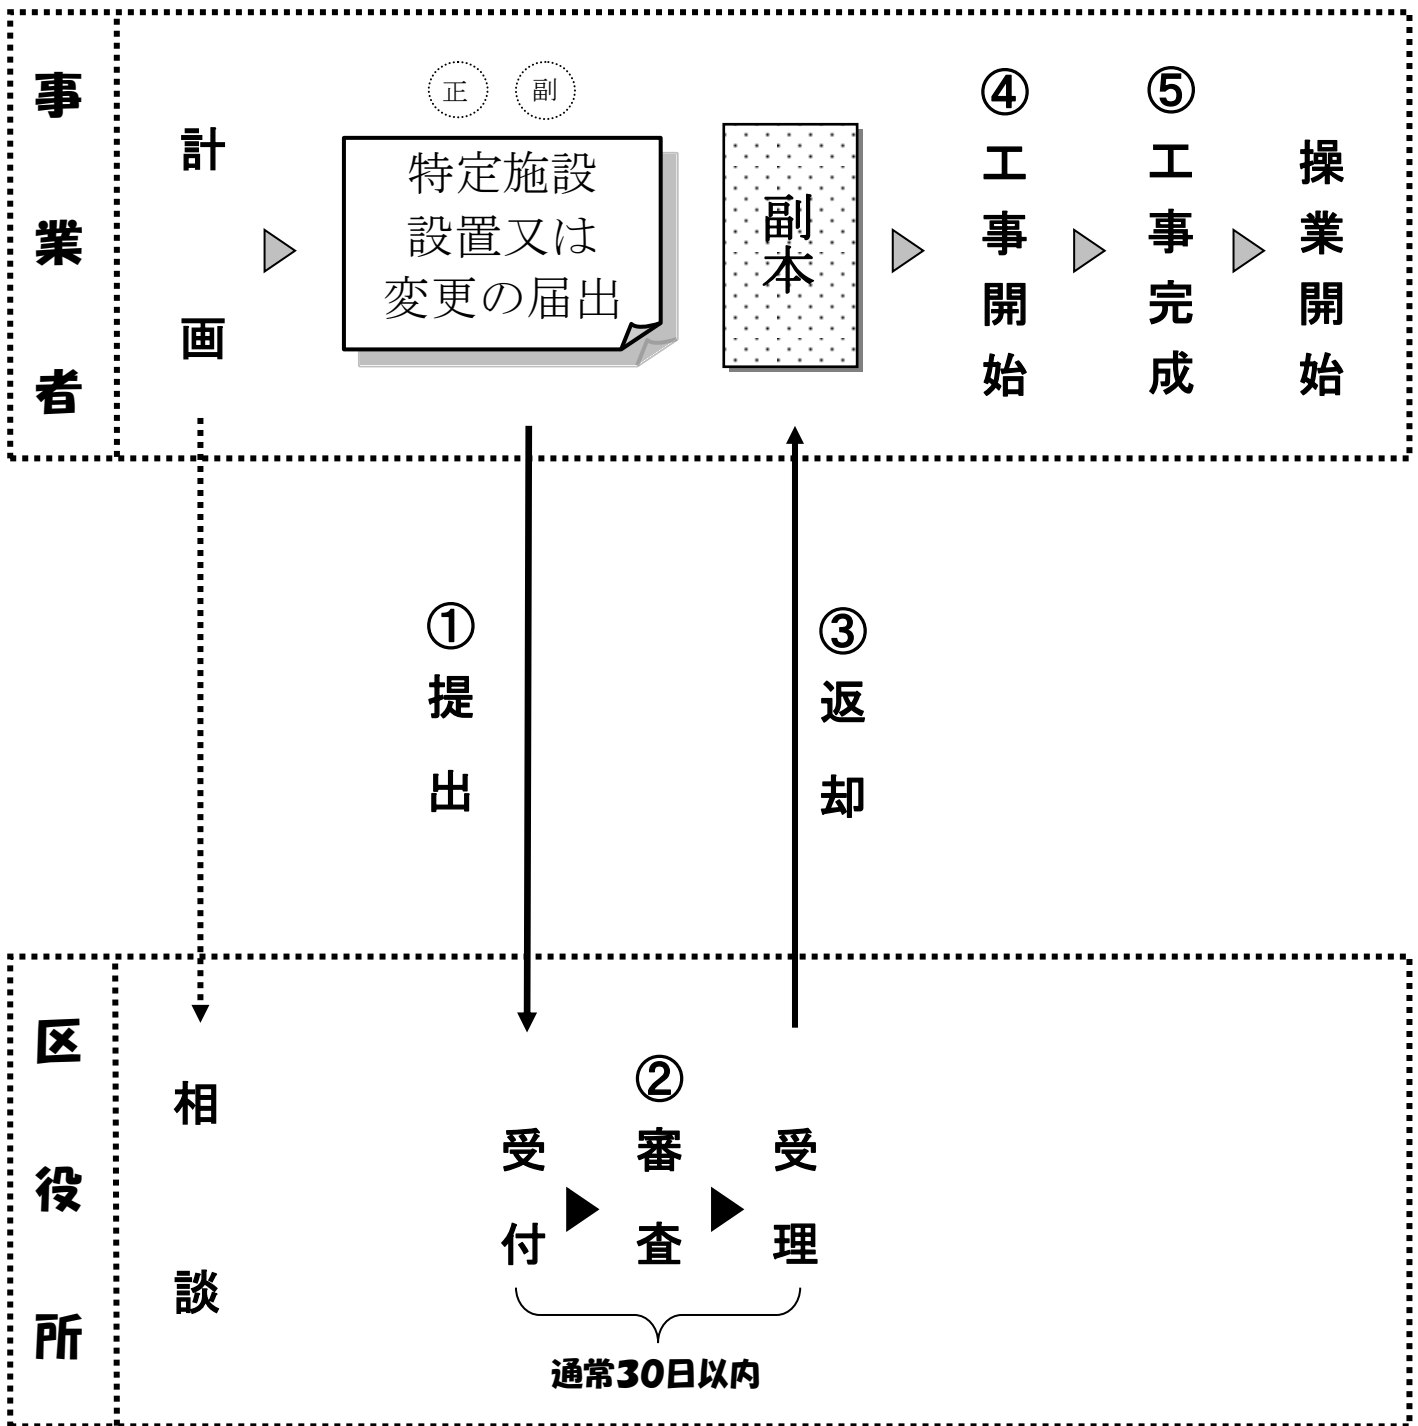 事業者
計画
正
副
特定施設
設置又は
変更の届出
副本
④工事開始
⑤工事完成
操業開始
①提出
③返却
区役所
相談
受付
②審査
受理
通常30日以内